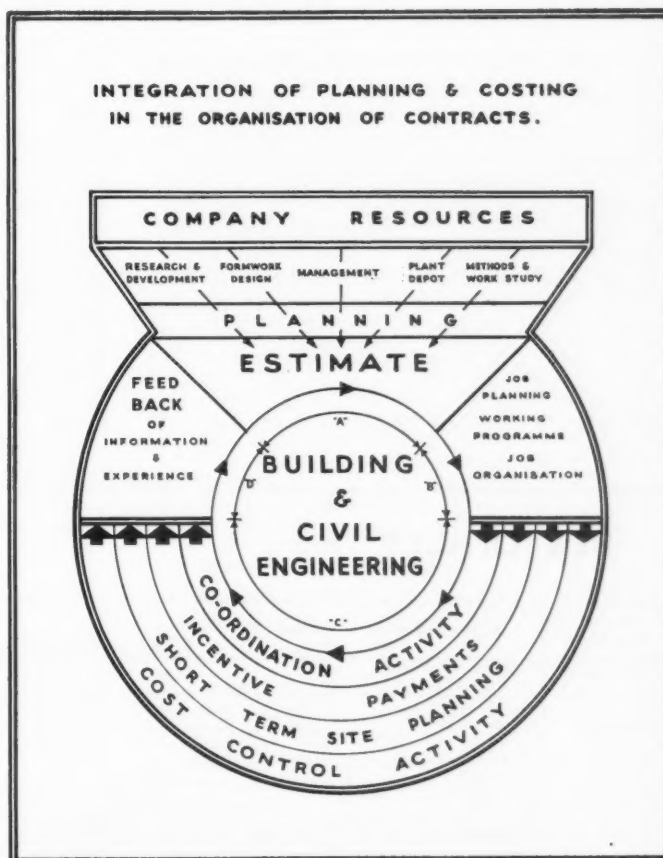 INTEGRATION OF PLANNING & COSTING
IN THE ORGANISATION OF CONTRACTS.
COMPANY RESOURCES
RESEARCH &
DEVELOPMENT
FORMWORK
DESIGN
MANAGEMENT
PLANT
DEPOT
METHODS &
WORK STUDY
PLANNING
ESTIMATE
FEED
BACK
OF
INFORMATION
&
EXPERIENCE
JOB
PLANNING
WORKING
PROGRAMME
JOB
ORGANISATION
"A"
"D"
"B"
BUILDING
&
CIVIL
ENGINEERING
"C"
CO-ORDINATION ACTIVITY
INCENTIVE PAYMENTS
SHORT TERM SITE PLANNING
COST CONTROL ACTIVITY